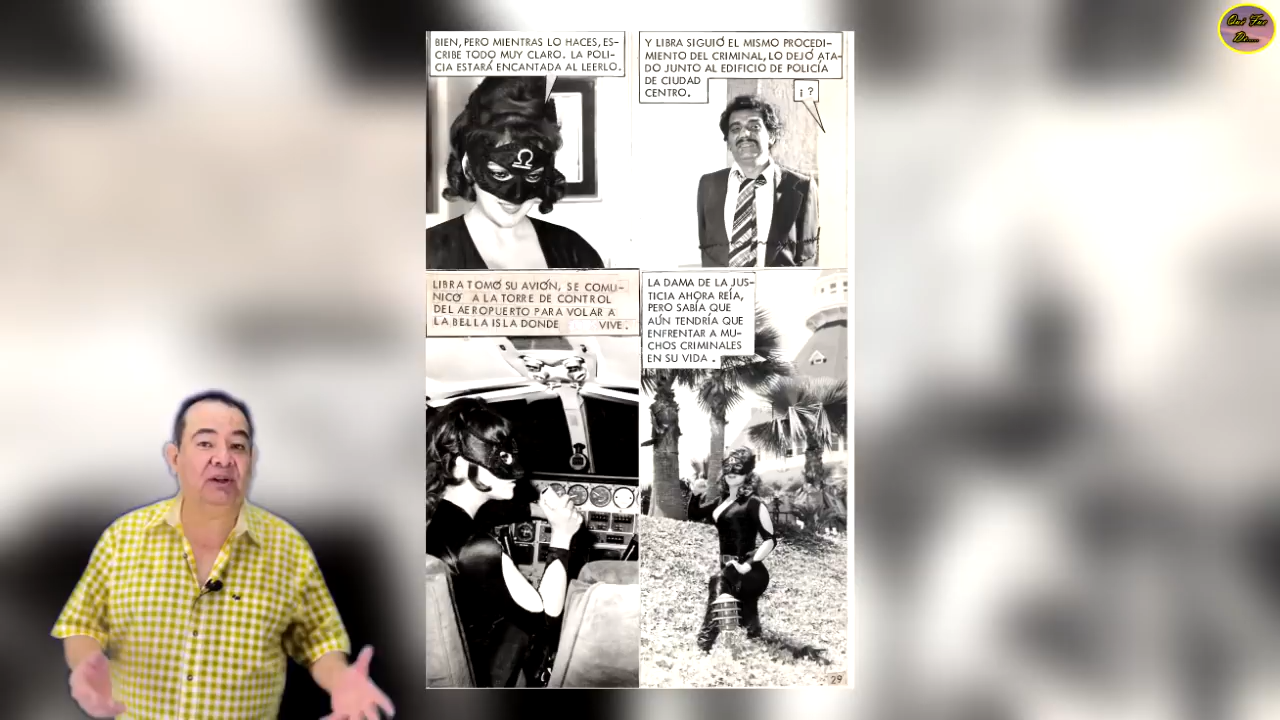 BIEN, PERO MIENTRAS LO HACES, ES-
CRIBE TODO MUY CLARO. LA POLI-
CIA ESTARÁ ENCANTADA AL LEERLO.
Y LIBRA SIGUIÓ EL MISMO PROCEDI-
MIENTO DEL CRIMINAL, LO DEJÓ ATA-
DO JUNTO AL EDIFICIO DE POLICÍA
DE CIUDAD
CENTRO.
¡ ?
LIBRA TOMÓ SU AVIÓN, SE COMU-
NICÓ A LA TORRE DE CONTROL
DEL AEROPUERTO PARA VOLAR A
LA BELLA ISLA DONDE VIVE.
LA DAMA DE LA JUS-
TICIA AHORA REÍA,
PERO SABÍA QUE
AÚN TENDRÍA QUE
ENFRENTAR A MU-
CHOS CRIMINALES
EN SU VIDA.
29
Qué Fue
De....